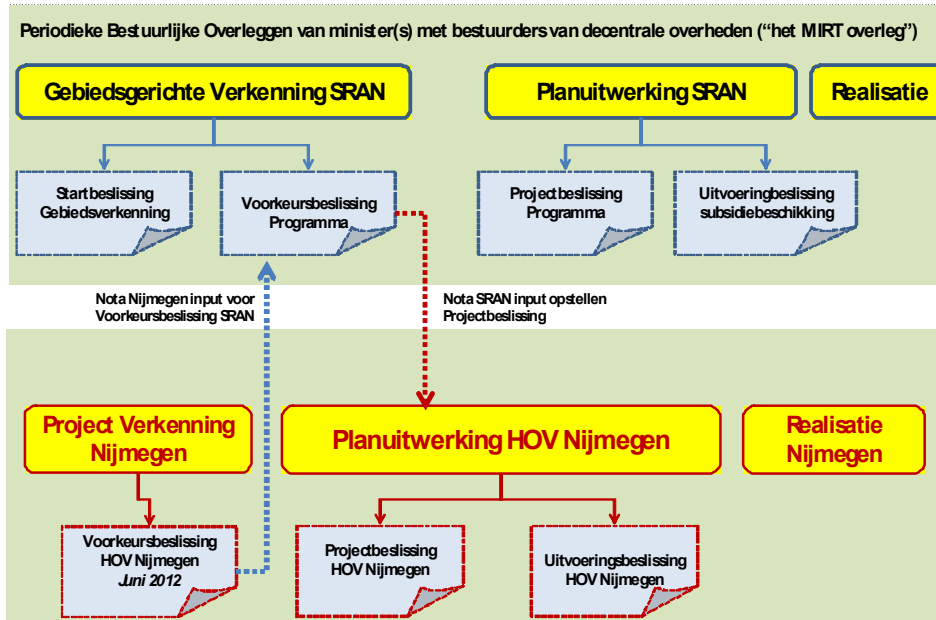 Periodieke Bestuurlijke Overleggen van minister(s) met bestuurders van decentrale overheden (“het MIRT overleg”)
Gebiedsgerichte Verkenning SRAN
Planuitwerking SRAN
Realisatie
Startbeslissing
Gebiedsverkenning
Voorkeursbeslissing
Programma
Projectbeslissing
Programma
Uitvoeringbeslissing
subsidiebeschikking
Nota Nijmegen input voor
Voorkeursbeslissing SRAN
Nota SRAN input opstellen
Projectbeslissing
Project Verkenning
Nijmegen
Planuitwerking HOV Nijmegen
Realisatie
Nijmegen
Voorkeursbeslissing
HOV Nijmegen
Juni 2012
Projectbeslissing
HOV Nijmegen
Uitvoeringsbeslissing
HOV Nijmegen